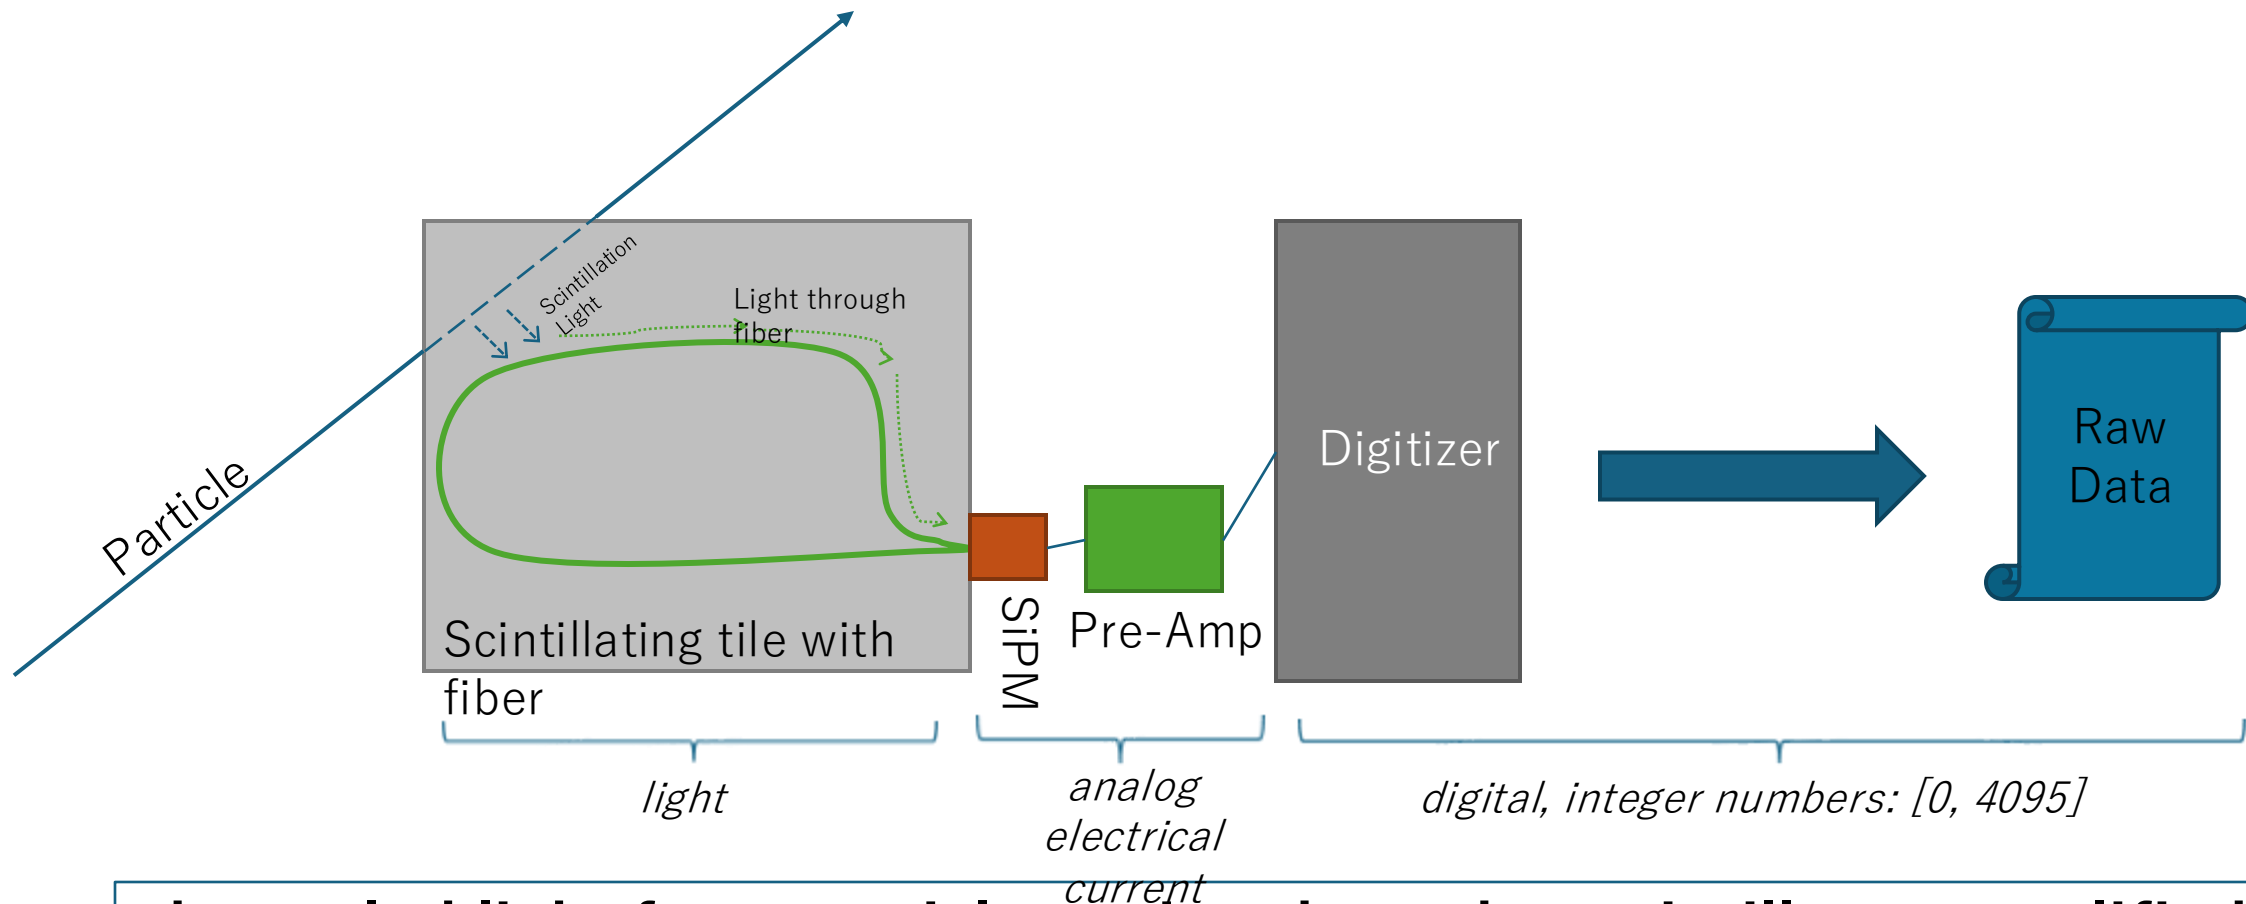 Particle
Scintillation
Light
Light through
fiber
Scintillating tile with
fiber
SiPM
Pre-Amp
Digitizer
Raw
Data
light
analog
electrical
current
digital, integer numbers: [0, 4095]